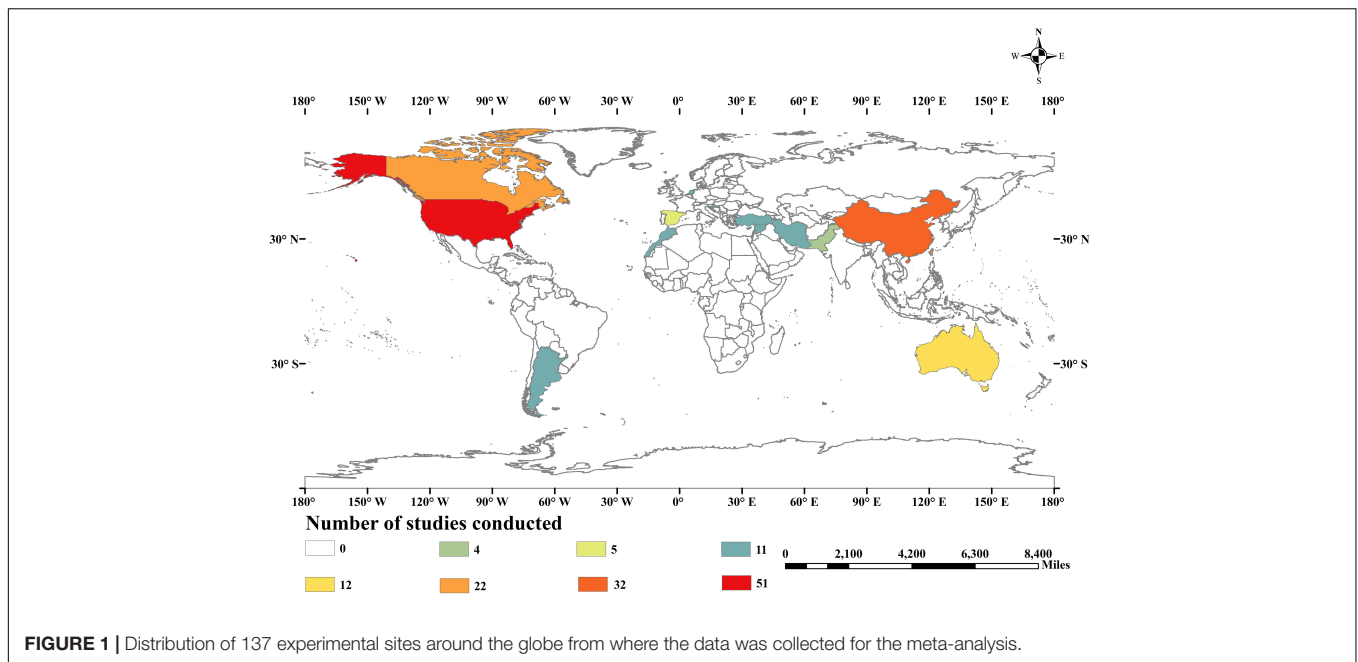 N
W E
S
180° 150° W 120° W 90° W 60° W 30° W 0° 30° E 60° E 90° E 120° E 150° E 180°
30° N 30° N
30° S 30° S
180° 150° W 120° W 90° W 60° W 30° W 0° 30° E 60° E 90° E 120° E 150° E 180°
Number of studies conducted
0 4 5 11
12 22 32 51
0 2,100 4,200 6,300 8,400
Miles
FIGURE 1 | Distribution of 137 experimental sites around the globe from where the data was collected for the meta-analysis.